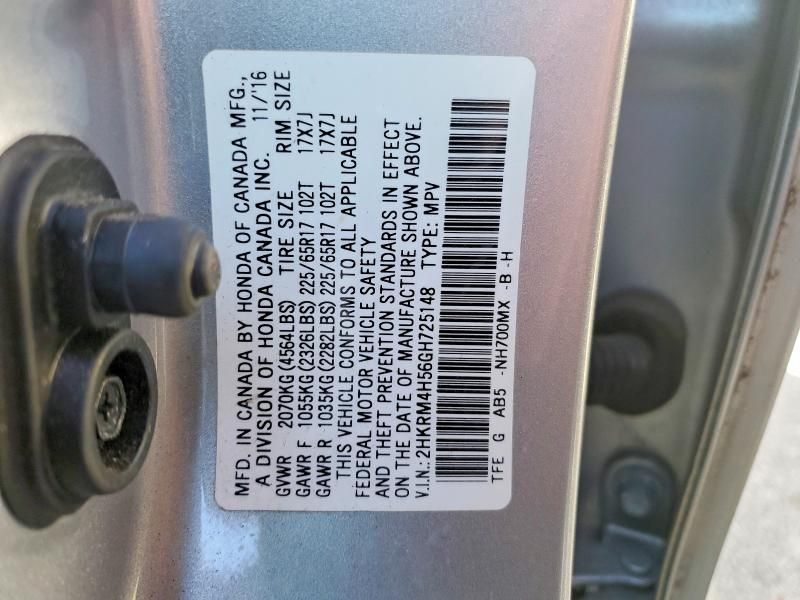 MFD. IN CANADA BY HONDA OF CANADA MFG.,
A DIVISION OF HONDA CANADA INC. 11/'16
GVWR 2070KG(4564LBS) TIRE SIZE RIM SIZE
GAWR F 1055KG(2326LBS) 225/65R17 102T 17X7J
GAWR R 1035KG(2282LBS) 225/65R17 102T 17X7J
THIS VEHICLE CONFORMS TO ALL APPLICABLE
FEDERAL MOTOR VEHICLE SAFETY
AND THEFT PREVENTION STANDARDS IN EFFECT
ON THE DATE OF MANUFACTURE SHOWN ABOVE.
V.I.N.: 2HKRM4H56GH725148 TYPE: MPV
TFE G AB5 -NH700MX -B -H